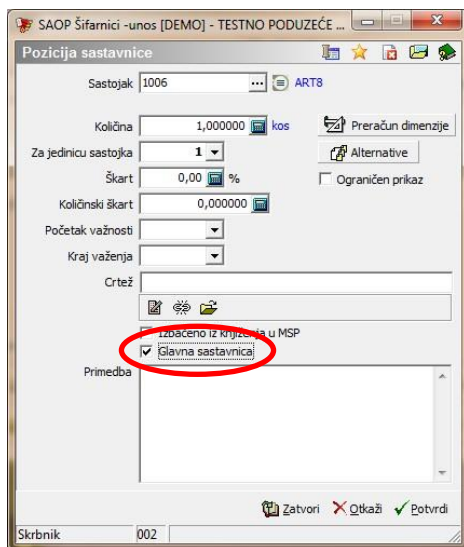 SAOP Šifarnici -unos [DEMO] - TESTNO PODUZEĆE ...
Pozicija sastavnice
Sastojak 1006 ... ART8
Količina 1,000000 kos Preračun dimenzije
Za jedinicu sastojka 1 Alternative
Škart 0,00 % Ograničen prikaz
Količinski škart 0,000000
Početak važnosti
Kraj važenja
Crtež
Izbačeno iz knjiženja u MSP
Glavna sastavnica
Primedba
Zatvori Otkaži Potvrdi
Skrbnik 002